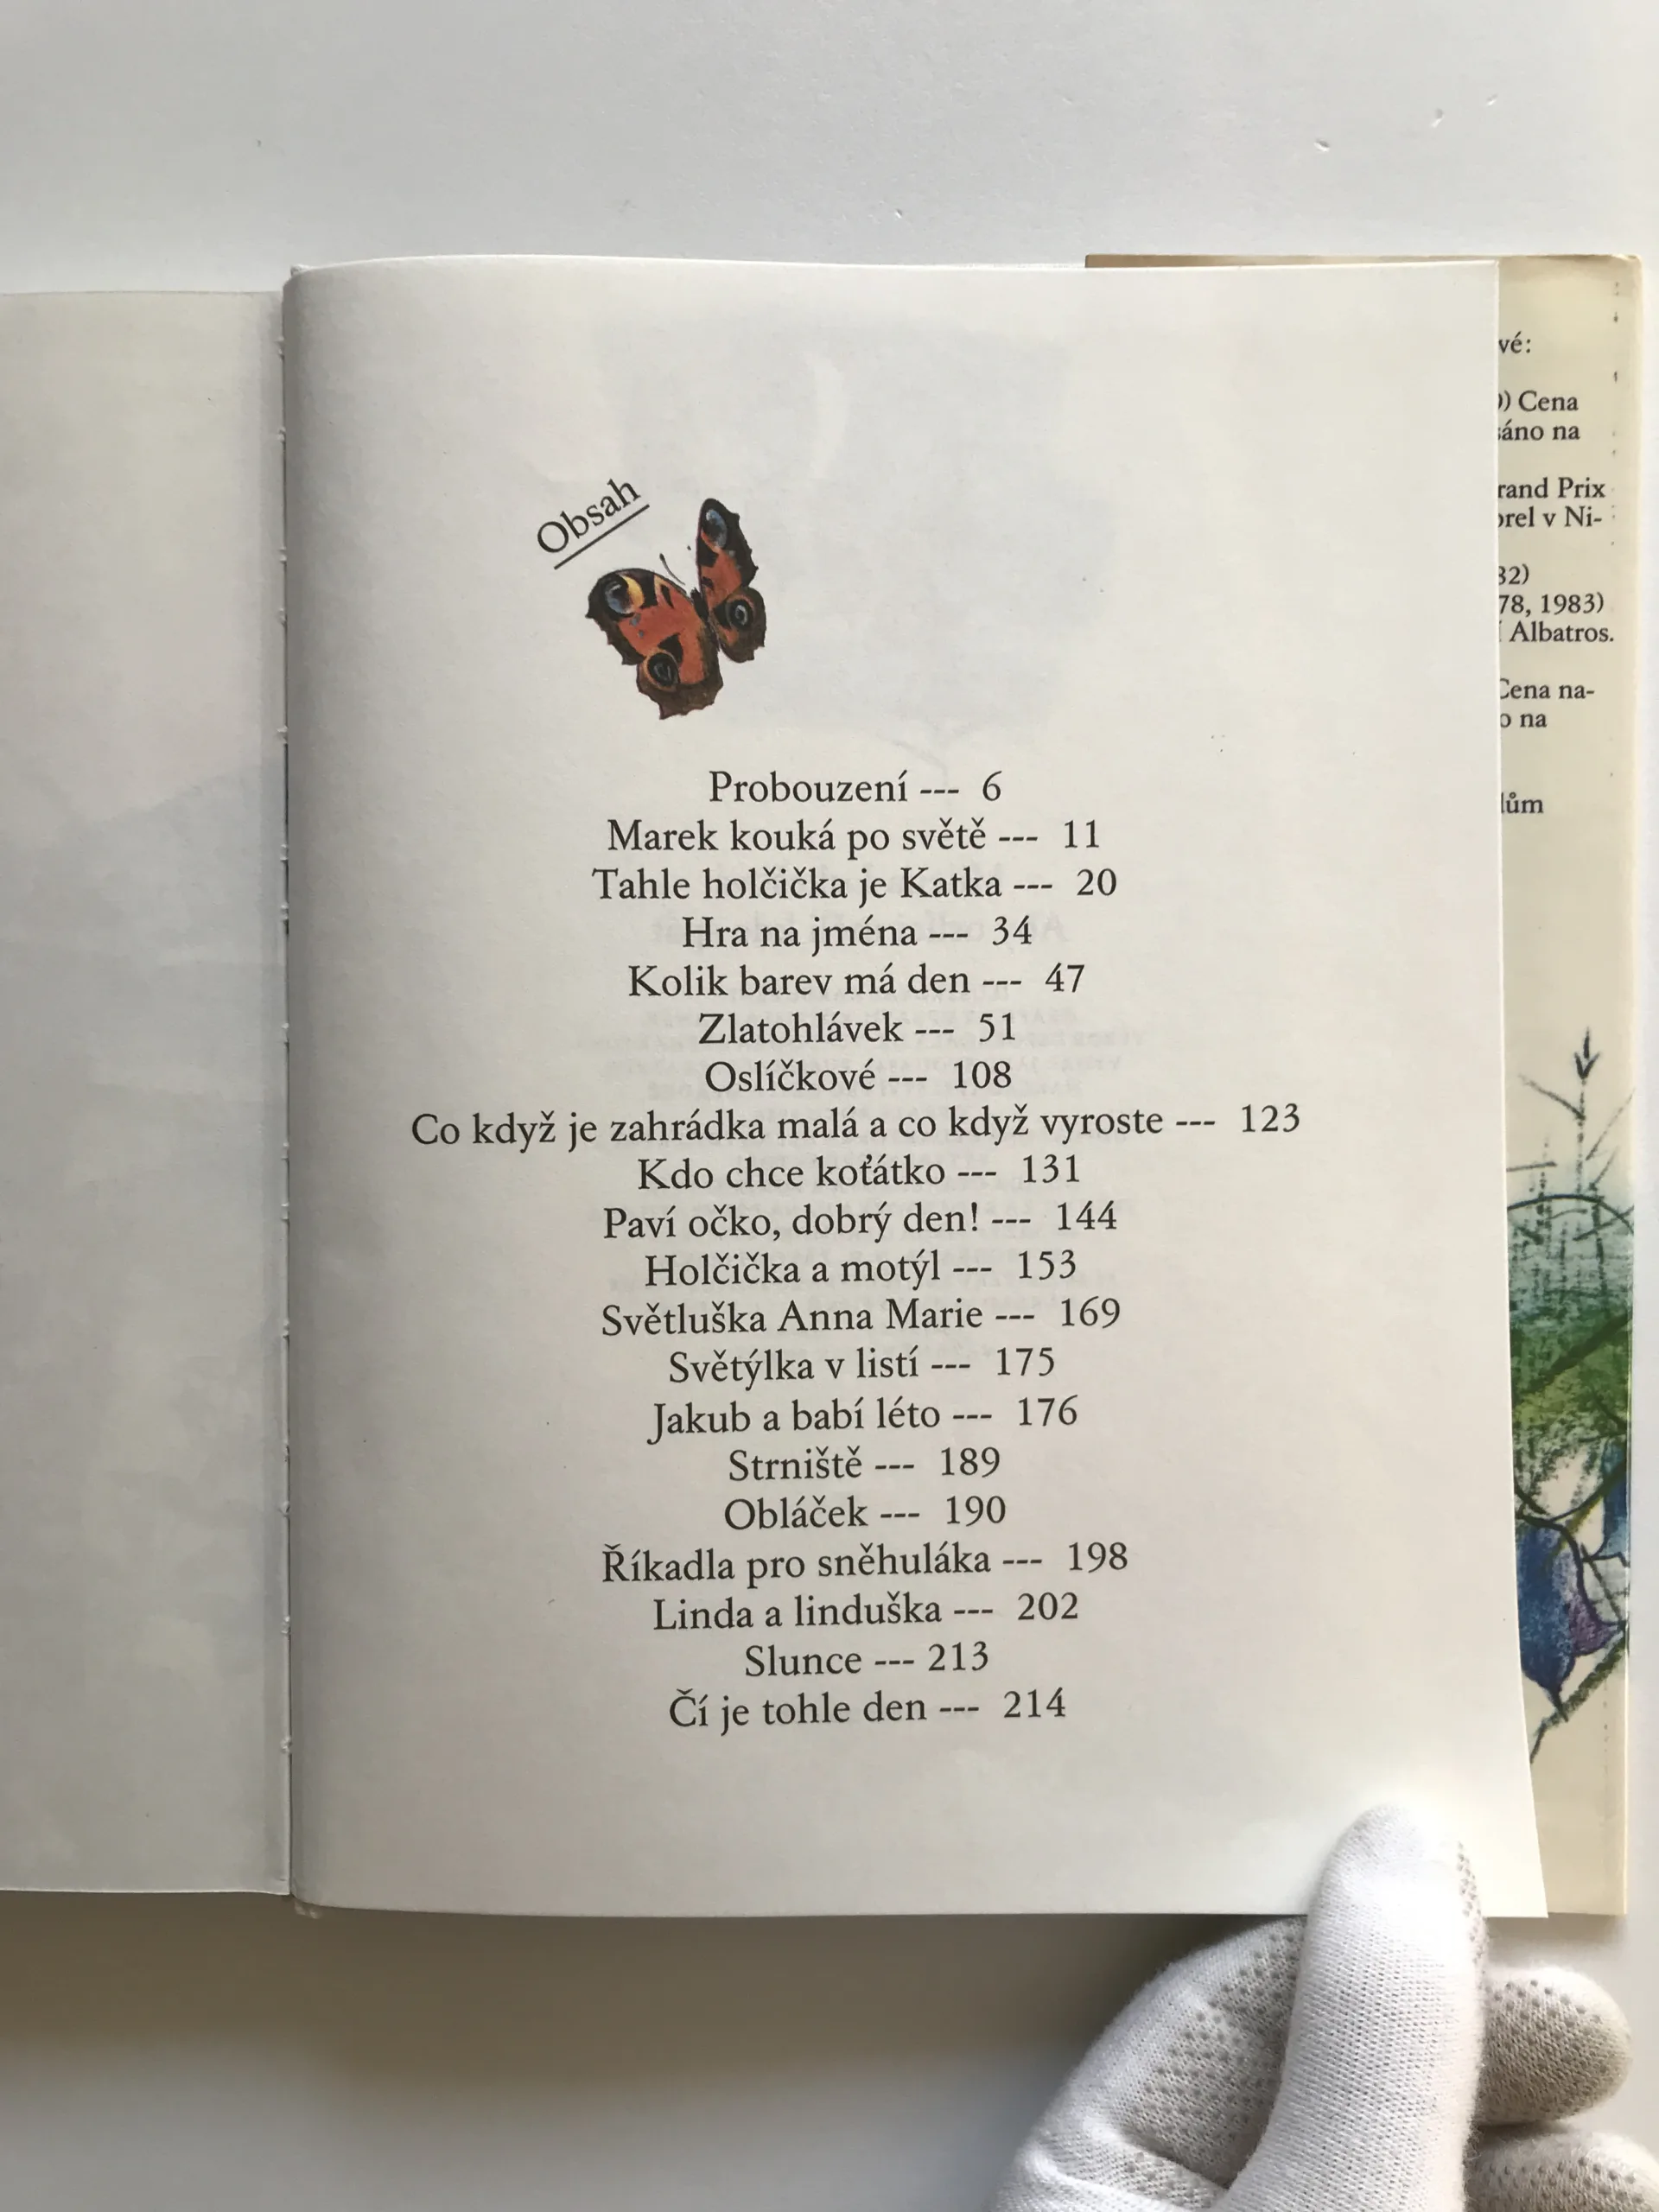 Obsah
Probouzení --- 6
Marek kouká po světě --- 11
Tahle holčička je Katka --- 20
Hra na jména --- 34
Kolik barev má den --- 47
Zlatohlávek --- 51
Oslíčkové --- 108
Co když je zahrádka malá a co když vyroste --- 123
Kdo chce koťátko --- 131
Paví očko, dobrý den! --- 144
Holčička a motýl --- 153
Světluška Anna Marie --- 169
Světýlka v listí --- 175
Jakub a babí léto --- 176
Strniště --- 189
Obláček --- 190
Říkadla pro sněhuláka --- 198
Linda a linduška --- 202
Slunce --- 213
Čí je tohle den --- 214
vé:
) Cena
áno na
rand Prix
orel v Ni-
32)
78, 1983)
Albatros.
Cena na-
o na
lům